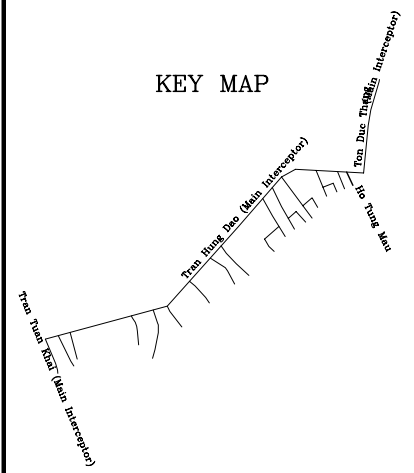 KEY MAP
Ton Duc Thang (Main Interceptor)
Tran Hung Dao (Main Interceptor)
Ho Tung Mau
Tran Tuan Khai (Main Interceptor)